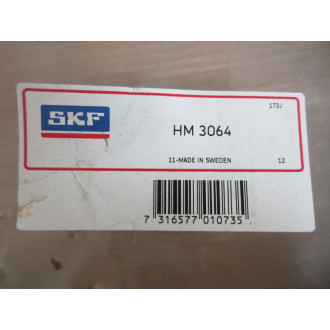 173J
SKF
HM 3064
11-MADE IN SWEDEN 12
7 316577 010735